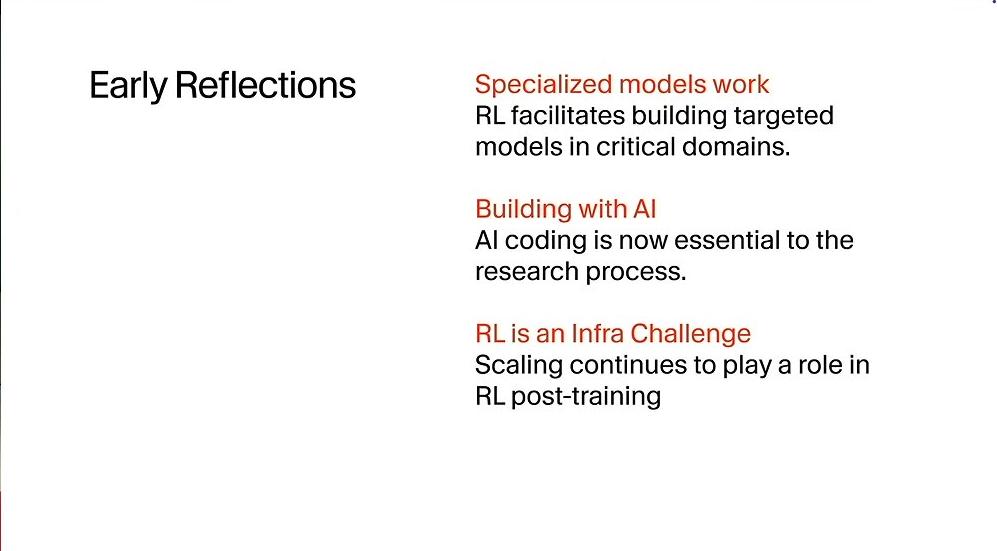 Early Reflections
Specialized models work
RL facilitates building targeted
models in critical domains.
Building with AI
AI coding is now essential to the
research process.
RL is an Infra Challenge
Scaling continues to play a role in
RL post-training